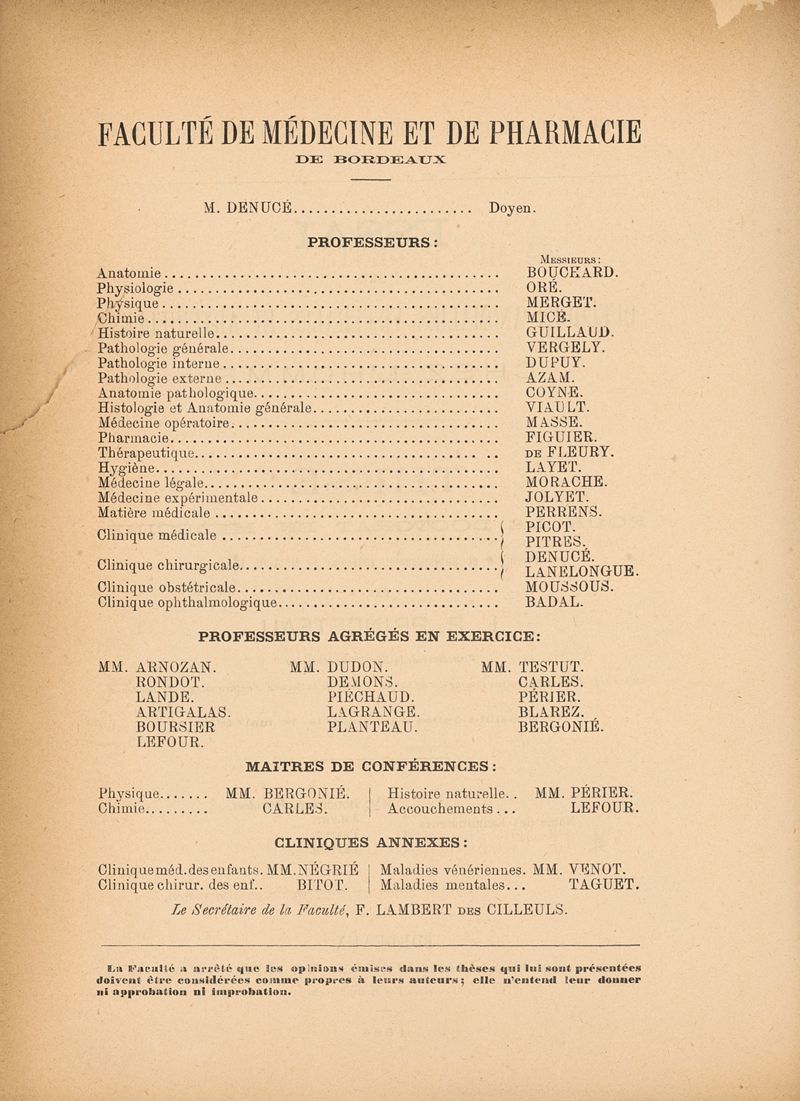 FACULTÉ DE MÉDECINE ET DE PHARMACIE
DE BORDEAUX
M. DENUCÉ........................ Doyen.
PROFESSEURS :
MESSIEURS :
Anatomie ............................................. BOUCHARD.
Physiologie ........................................... ORÉ.
Physique ............................................. MERGET.
Chimie ............................................... MICÉ.
Histoire naturelle...................................... GUILLAUD.
Pathologie générale.................................... VERGELY.
Pathologie interne..................................... DUPUY.
Pathologie externe .................................... AZAM.
Anatomie pathologique................................. COYNE.
Histologie et Anatomie générale......................... VIAULT.
Médecine opératoire.................................... MASSE.
Pharmacie............................................ FIGUIER.
Thérapeutique...................................... .. DE FLEURY.
Hygiène.............................................. LAYET.
Médecine légale....................................... MORACHE.
Médecine expérimentale................................ JOLYET.
Matière médicale ...................................... PERRENS.
Clinique médicale ..................................... { PICOT.
PITRES.
Clinique chirurgicale................................... { DENUCÉ.
LANELONGUE.
Clinique obstétricale................................... MOUSSOUS.
Clinique ophthalmologique.............................. BADAL.
PROFESSEURS AGRÉGÉS EN EXERCICE :
MM. ARNOZAN. MM. DUDON. MM. TESTUT.
RONDOT. DEMONS. CARLES.
LANDE. PIÉCHAUD. PÉRIER.
ARTIGALAS. LAGRANGE. BLAREZ.
BOURSIER PLANTEAU. BERGONIÉ.
LEFOUR.
MAITRES DE CONFÉRENCES :
Physique....... MM. BERGONIÉ. | Histoire naturelle. . MM. PÉRIER.
Chimie......... CARLES. | Accouchements ... LEFOUR.
CLINIQUES ANNEXES :
Clinique méd. des enfants. MM. NÉGRIÉ | Maladies vénériennes. MM. VENOT.
Clinique chirur. des enf.. BITOT. | Maladies mentales... TAGUET.
Le Secrétaire de la Faculté, F. LAMBERT DES CILLEULS.
La Faculté a arrêté que les opinions émises dans les thèses qui lui sont présentées
doivent être considérées comme propres à leurs auteurs ; elle n'entend leur donner
ni approbation ni improbation.